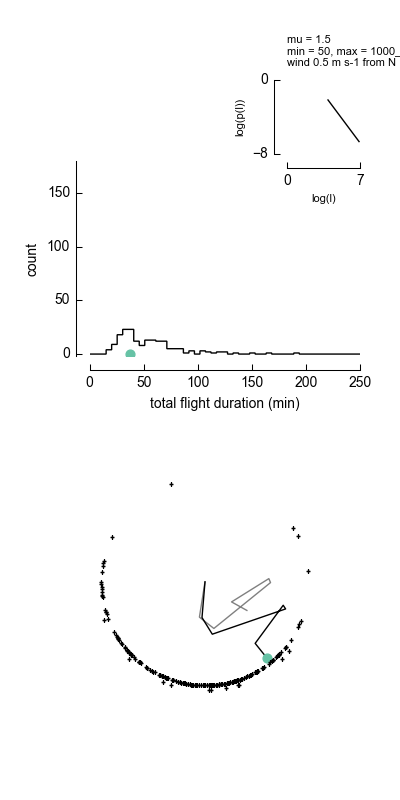 mu = 1.5
min = 50, max = 1000_
wind 0.5 m s-1 from N
0
−8
log(p(l))
0
7
log(l)
150
100
50
0
count
0
50
100
150
200
250
total flight duration (min)